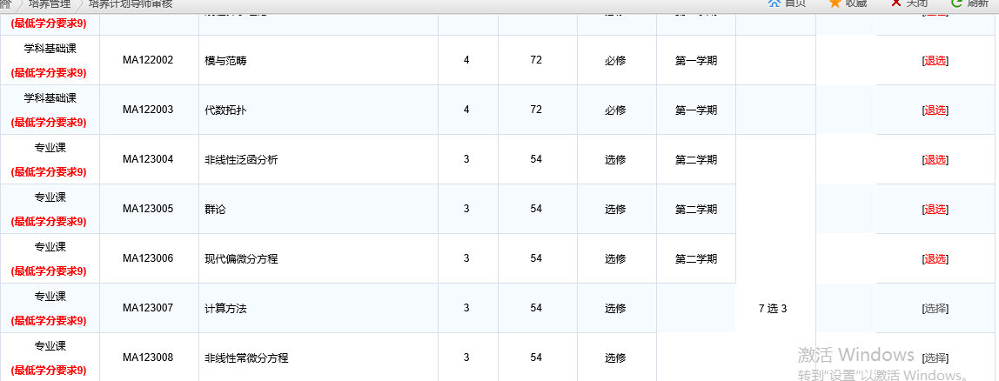 培养管理 培养计划导师审核 首页 收藏 关闭 刷新
(最低学分要求9)
学科基础课
(最低学分要求9) MA122002 模与范畴 4 72 必修 第一学期 [退选]
学科基础课
(最低学分要求9) MA122003 代数拓扑 4 72 必修 第一学期 [退选]
专业课
(最低学分要求9) MA123004 非线性泛函分析 3 54 选修 第二学期 [退选]
专业课
(最低学分要求9) MA123005 群论 3 54 选修 第二学期 [退选]
专业课
(最低学分要求9) MA123006 现代偏微分方程 3 54 选修 第二学期 [退选]
专业课
(最低学分要求9) MA123007 计算方法 3 54 选修 7 选 3 [选择]
专业课
(最低学分要求9) MA123008 非线性常微分方程 3 54 选修 [选择]
激活 Windows
转到"设置"以激活 Windows。